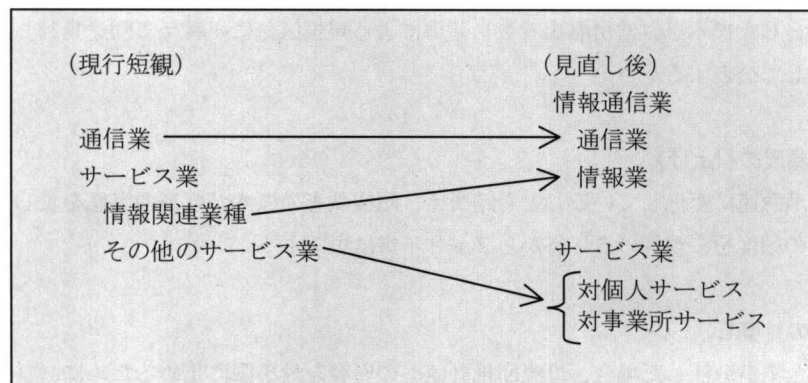 （現行短観）　（見直し後）
情報通信業
通信業　通信業
サービス業　情報業
情報関連業種
その他のサービス業　サービス業
対個人サービス
対事業所サービス